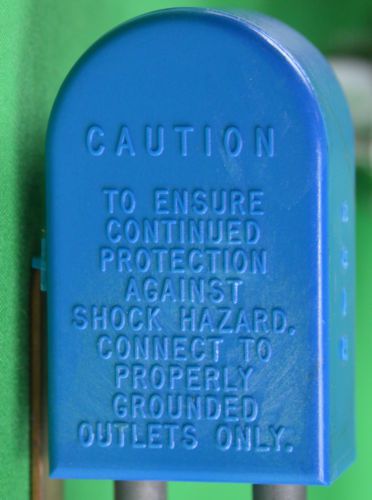 CAUTION
TO ENSURE
CONTINUED
PROTECTION
AGAINST
SHOCK HAZARD,
CONNECT TO
PROPERLY
GROUNDED
OUTLETS ONLY.